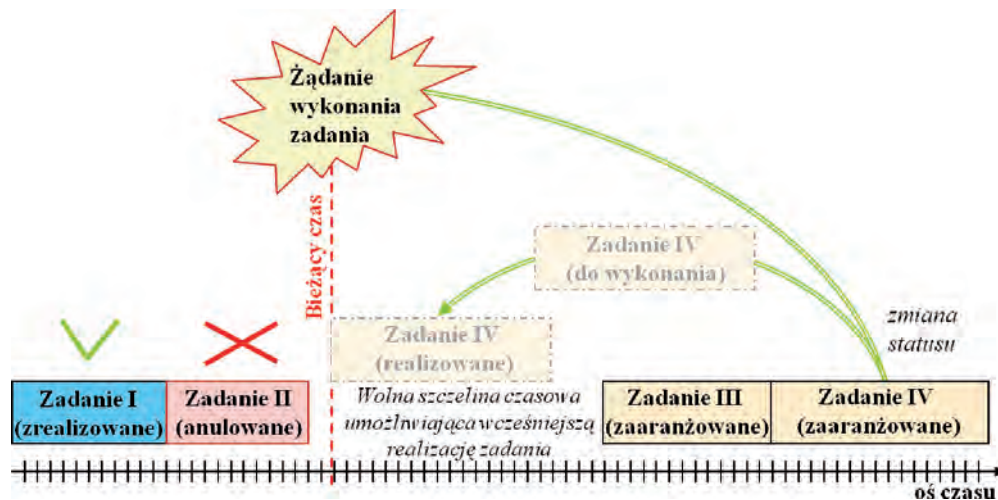 Żądanie
wykonania
zadania
Bieżący czas
Zadanie IV
(do wykonania)
zmiana
statusu
Zadanie IV
(realizowane)
Zadanie I
(zrealizowane)
Zadanie II
(anulowane)
Wolna szczelina czasowa
umożliwiająca wcześniejszą
realizację zadania
Zadanie III
(zaaranżowane)
Zadanie IV
(zaaranżowane)
oś czasu